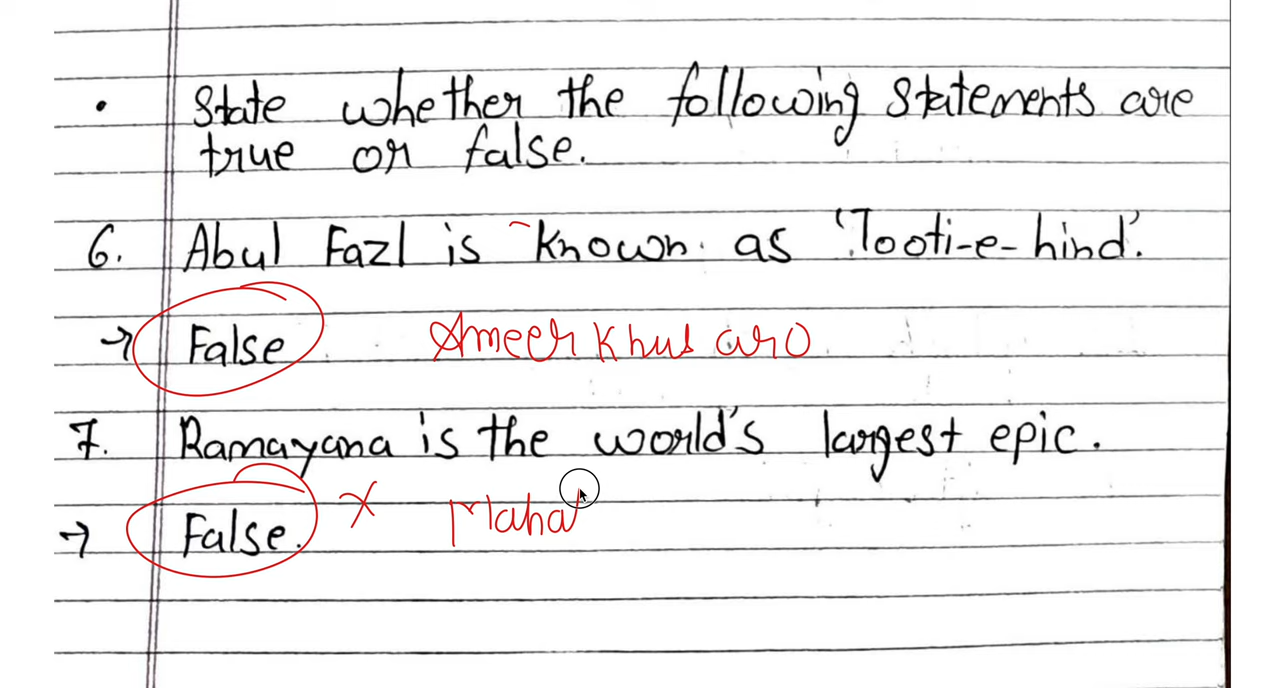 • State whether the following statements are
true or false.
6. Abul Fazl is known as 'Tooti-e-hind'.
→ False Ameer Khusaro
7. Ramayana is the world's largest epic.
→ False. X Maha